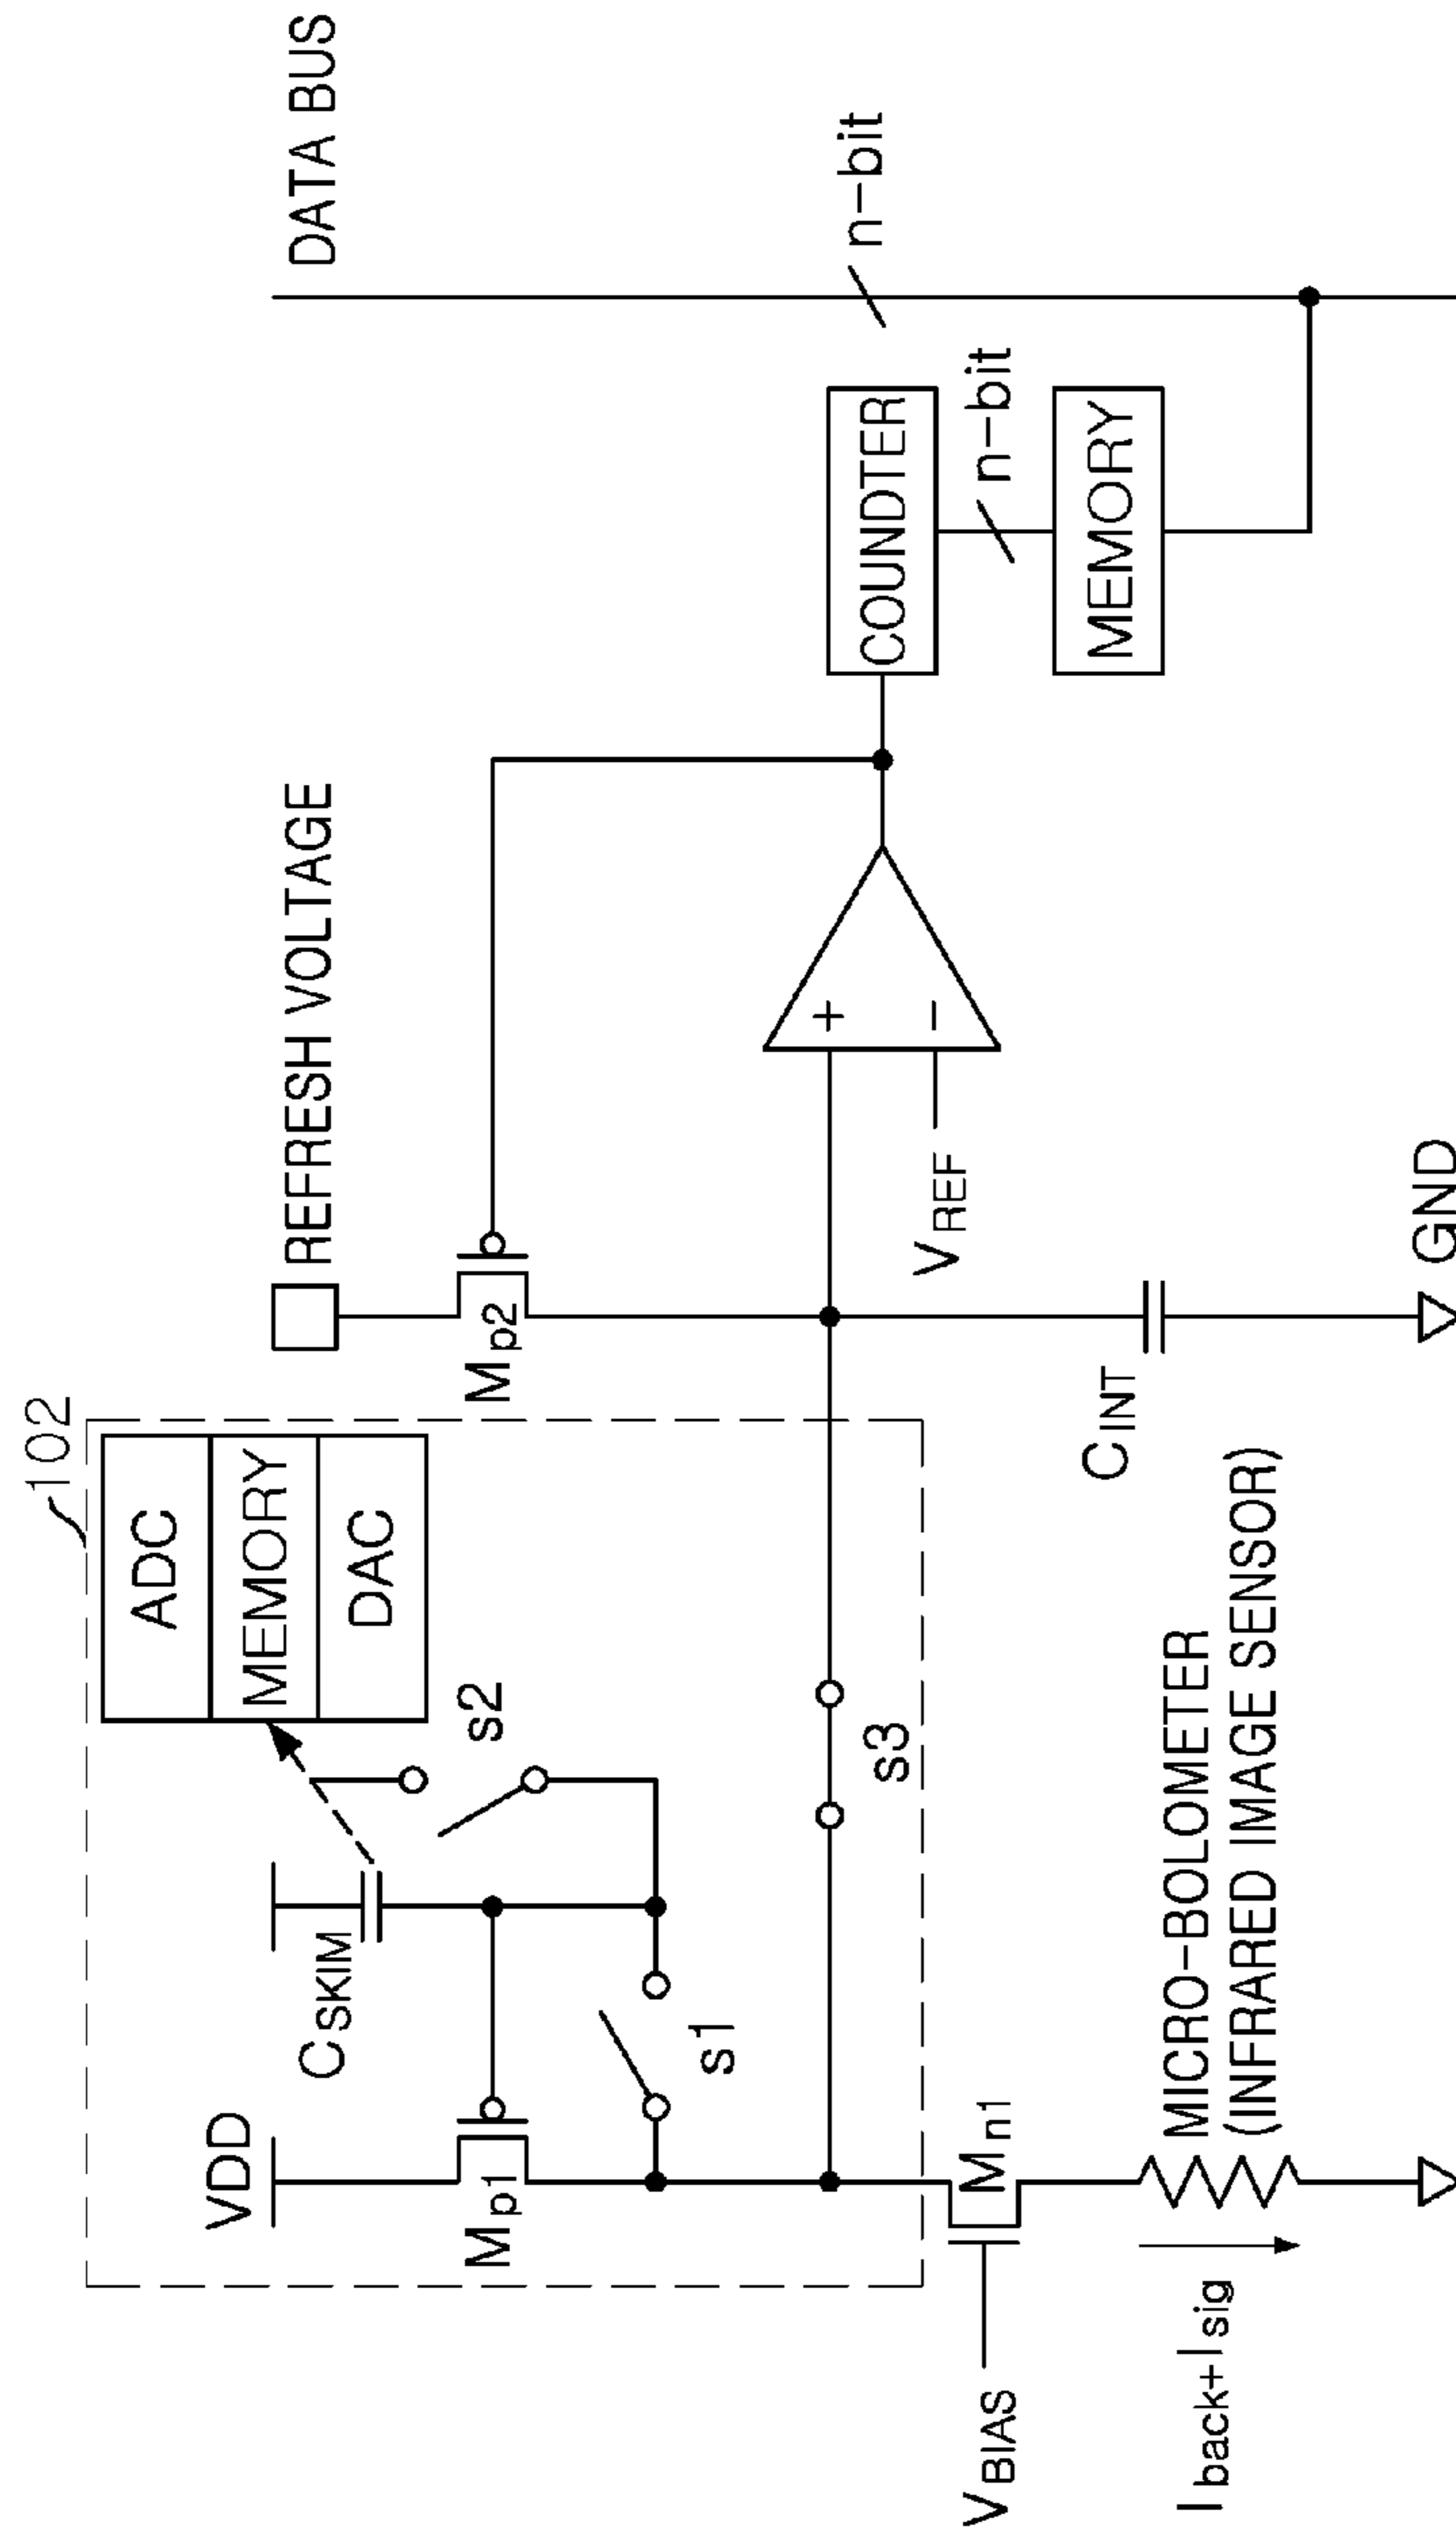 102
VDD
C SKIM
ADC
MEMORY
DAC
REFRESH VOLTAGE
DATA BUS
Mp1
s2
Mp2
s1
s3
COUNDTER
n-bit
n-bit
MEMORY
+
−
VREF
VBIAS
Mn1
CINT
Iback+Isig
MICRO-BOLOMETER
(INFRARED IMAGE SENSOR)
GND